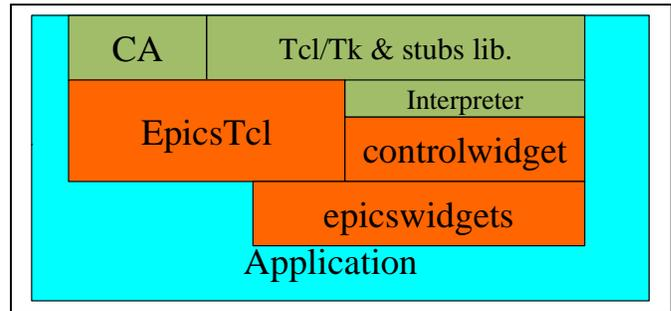 CA
Tcl/Tk & stubs lib.
Interpreter
EpicsTcl
controlwidget
epicswidgets
Application